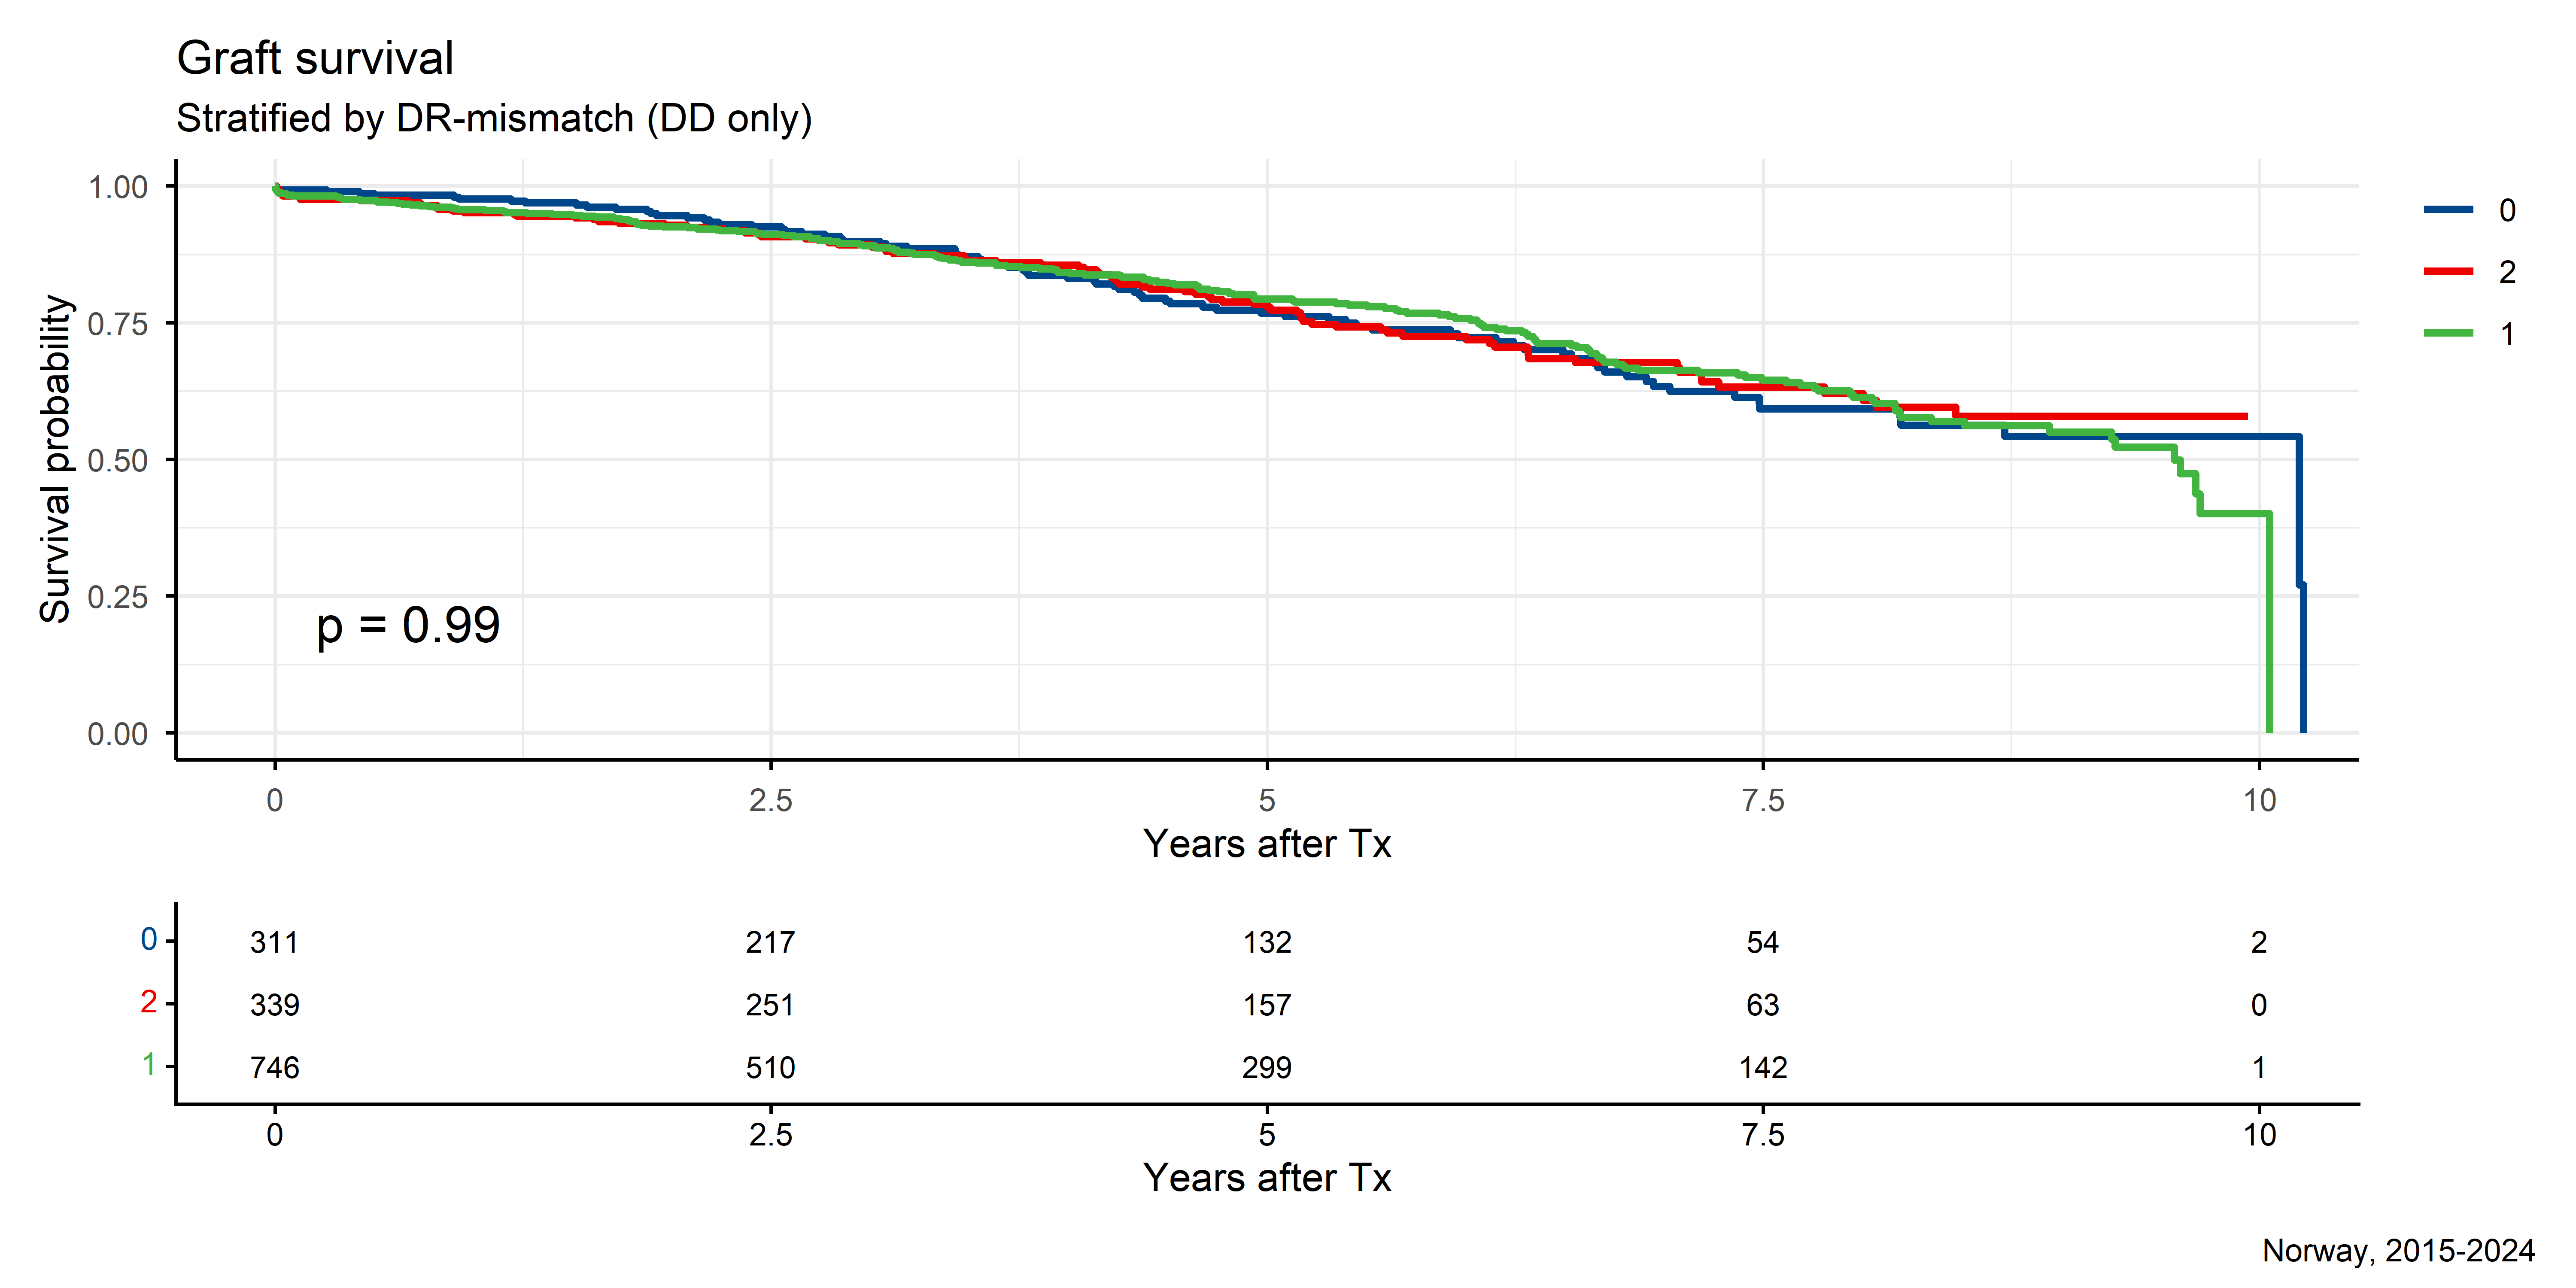 Graft survival
Stratified by DR-mismatch (DD only)
1.00
0.75
0.50
0.25
0.00
Survival probability
p = 0.99
0
2
1
0 2.5 5 7.5 10
Years after Tx
0 311 217 132 54 2
2 339 251 157 63 0
1 746 510 299 142 1
0 2.5 5 7.5 10
Years after Tx
Norway, 2015-2024